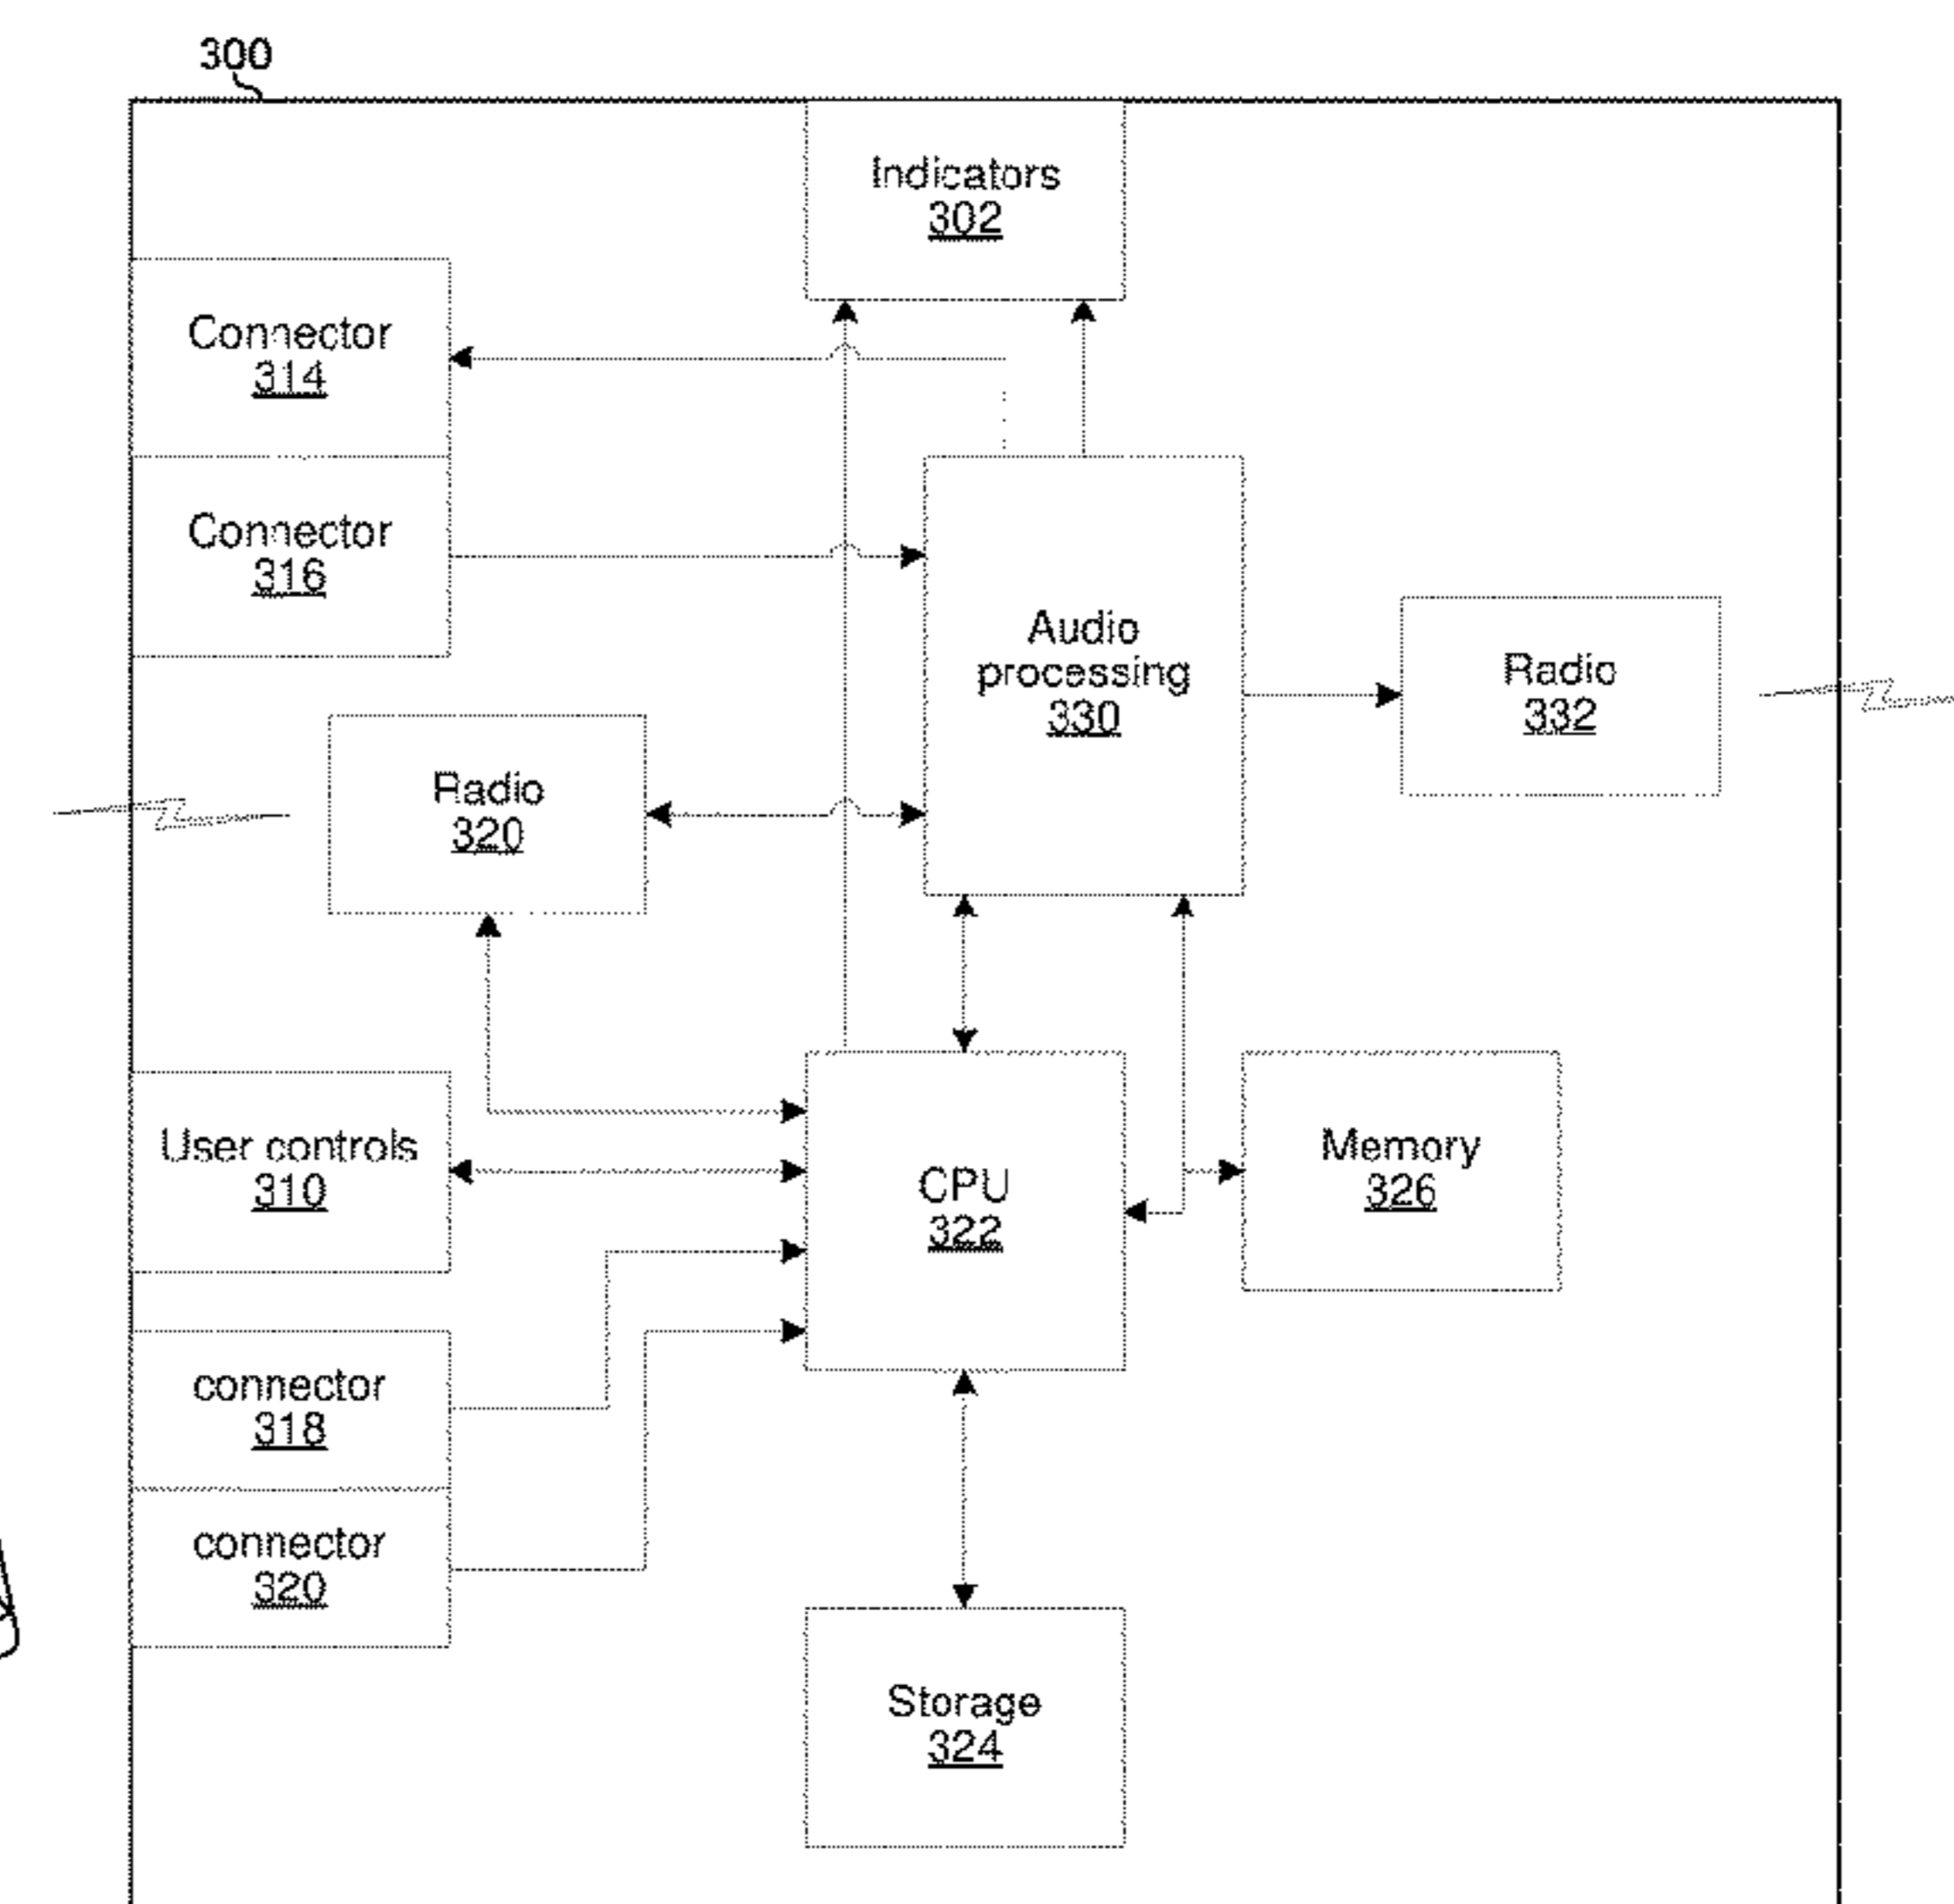 300
Indicators
302
Connector
314
Connector
316
Audio
processing
330
Radio
332
Radio
320
User controls
310
CPU
322
Memory
326
connector
318
connector
320
Storage
324